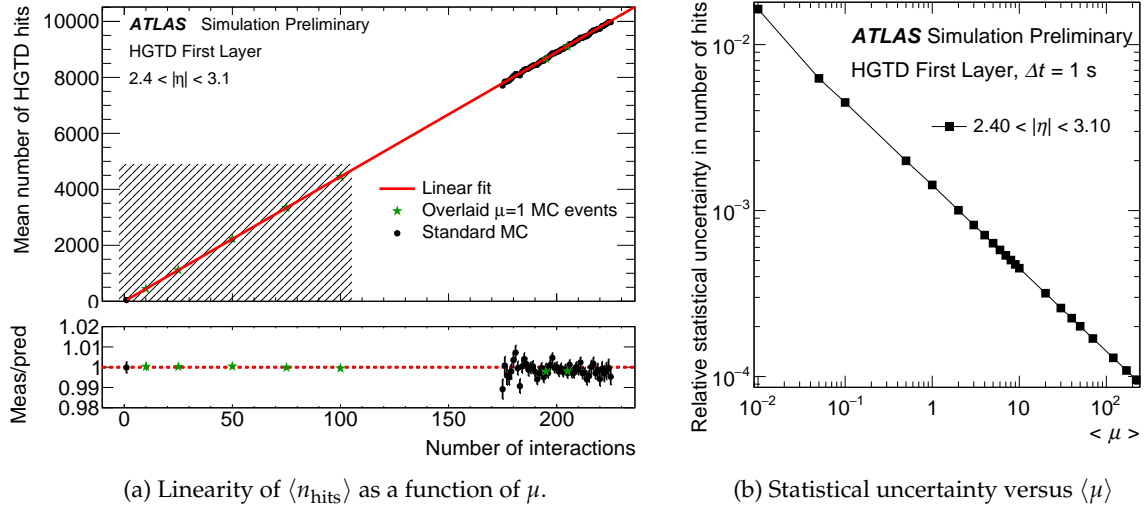 Mean number of HGTD hits
10000
8000
6000
4000
2000
0
ATLAS Simulation Preliminary
HGTD First Layer
2.4 < |η| < 3.1
Linear fit
Overlaid μ=1 MC events
Standard MC
Meas/pred
1.02
1.01
1
0.99
0.98
0 50 100 150 200
Number of interactions
(a) Linearity of ⟨n_hits⟩ as a function of μ.
Relative statistical uncertainty in number of hits
10⁻²
10⁻³
10⁻⁴
ATLAS Simulation Preliminary
HGTD First Layer, Δt = 1 s
2.40 < |η| < 3.10
10⁻² 10⁻¹ 1 10 10²
< μ >
(b) Statistical uncertainty versus ⟨μ⟩